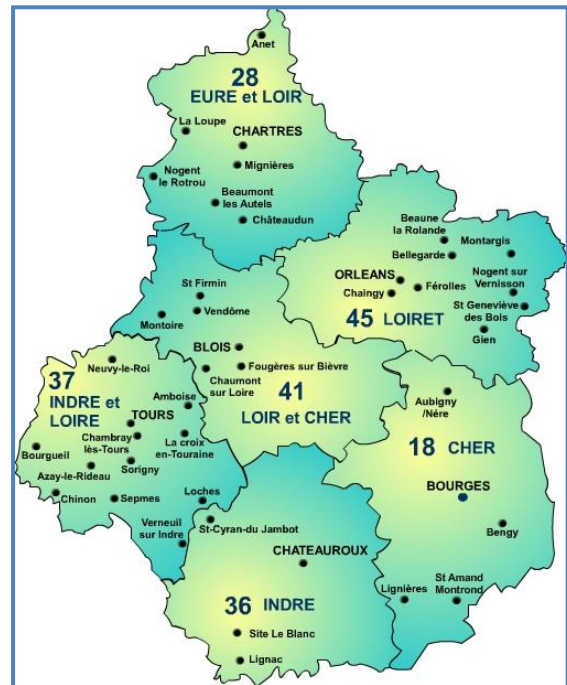 Anet
28
EURE et LOIR
La Loupe
CHARTRES
Mignières
Nogent
le Rotrou
Beaumont
les Autels
Châteaudun
Beaune
la Rolande
Montargis
Bellegarde
ORLEANS
Nogent sur
Vernisson
Chaingy
Férolles
St Geneviève
des Bois
45 LOIRET
Gien
St Firmin
Vendôme
Montoire
BLOIS
Fougères sur Bièvre
Chaumont
sur Loire
41
LOIR et CHER
Neuvy-le-Roi
37
INDRE et
LOIRE
Amboise
TOURS
Chambray
lès-Tours
La croix
en-Touraine
Bourgueil
Azay-le-Rideau
Sorigny
Chinon
Sepmes
Loches
Verneuil
sur Indre
Aubigny
/Nére
18 CHER
BOURGES
Bengy
Lignières
St Amand
Montrond
St-Cyran-du Jambot
CHATEAUROUX
36 INDRE
Site Le Blanc
Lignac